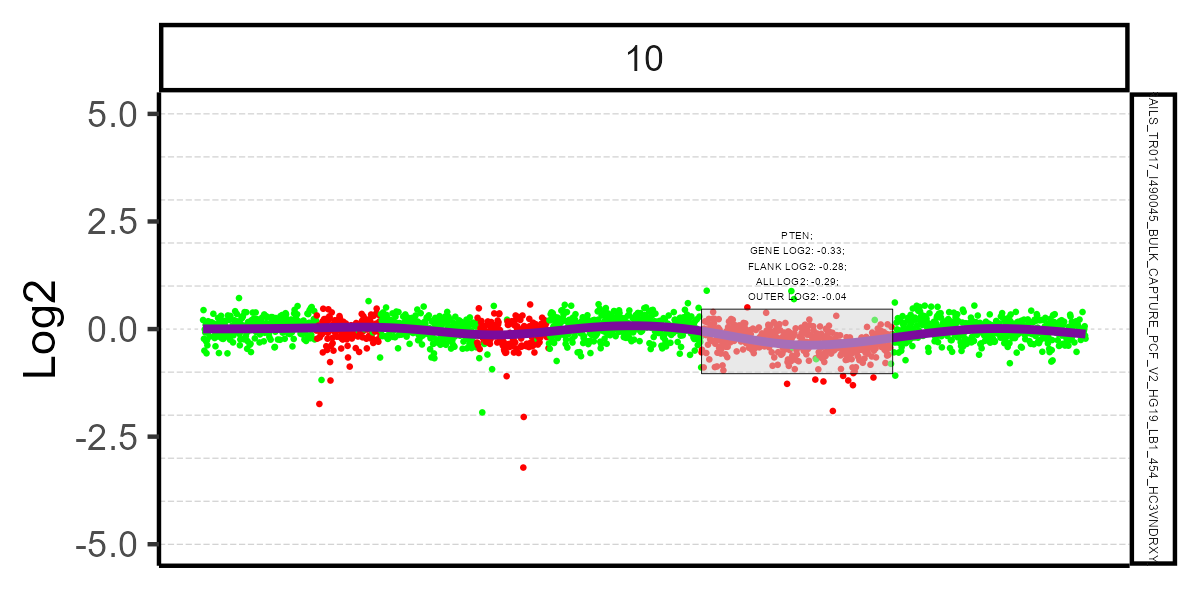 10
5.0
2.5
0.0
-2.5
-5.0
Log2
PTEN;
GENE LOG2: -0.33;
FLANK LOG2: -0.28;
ALL LOG2: -0.29;
OUTER LOG2: -0.04
AILS_TR017_I490045_BULK_CAPTURE_PCF_V2_HG19_LB1_454_HC3VNDRXY